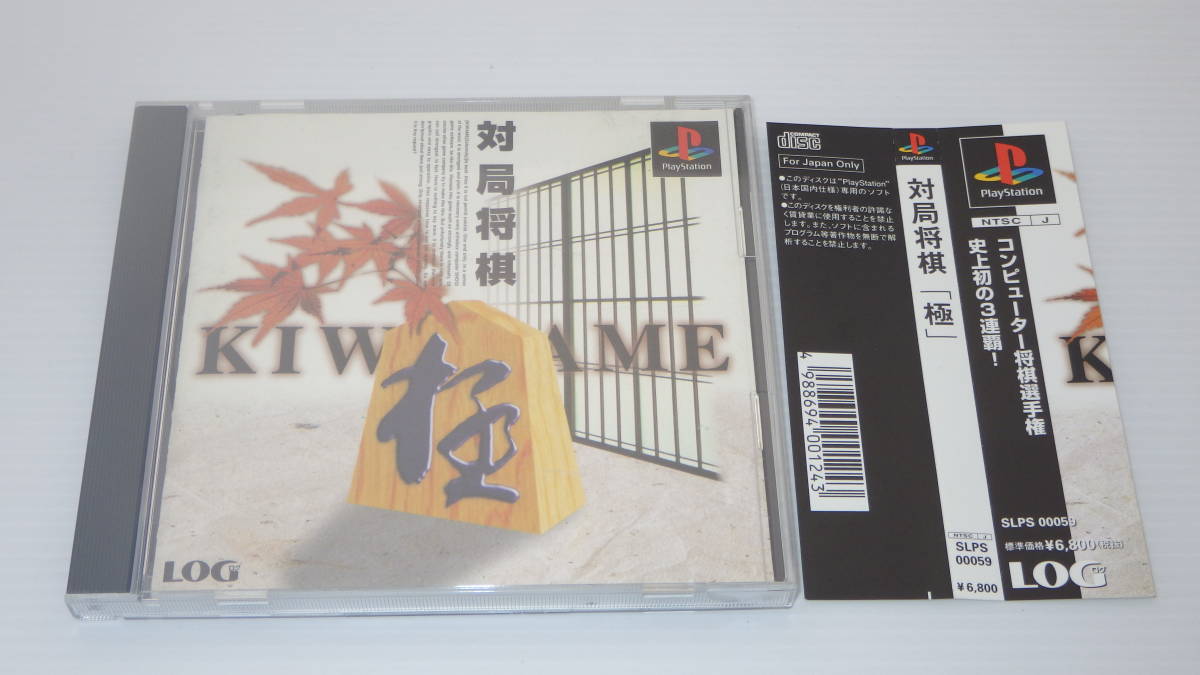 対局将棋
PlayStation
KIW AME
極
LOG
ログ
COMPACT
disc
For Japan Only
●このディスクは"PlayStation"
(日本国内仕様)専用のソフト
です。
●このディスクを権利者の許諾な
く賃貸業に使用することを禁止
します。また、ソフトに含まれる
プログラム等著作物を無断で解
析することを禁止します。
4 988694 001243
PlayStation
対局将棋「極」
NTSC J
SLPS
00059
¥6,800
PlayStation
NTSC J
コンピューター将棋選手権
史上初の3連覇!
K
SLPS 00059
標準価格¥6,800(税抜)
LOG
ログ